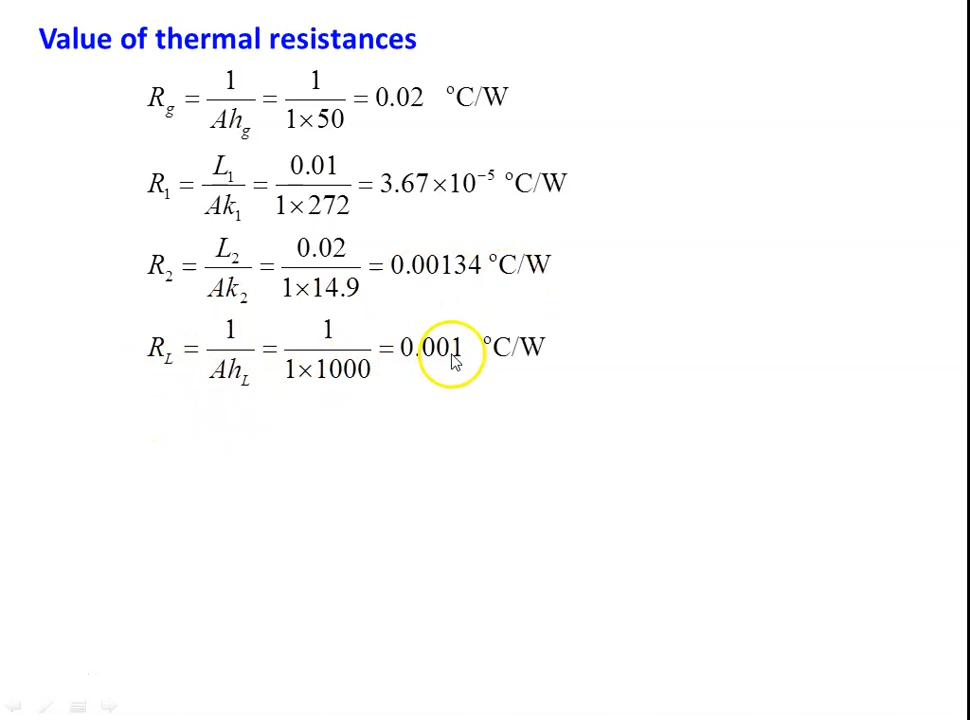 Value of thermal resistances
R_g = 1/Ah_g = 1/1×50 = 0.02 °C/W
R_1 = L_1/Ak_1 = 0.01/1×272 = 3.67×10^−5 °C/W
R_2 = L_2/Ak_2 = 0.02/1×14.9 = 0.00134 °C/W
R_L = 1/Ah_L = 1/1×1000 = 0.001 °C/W